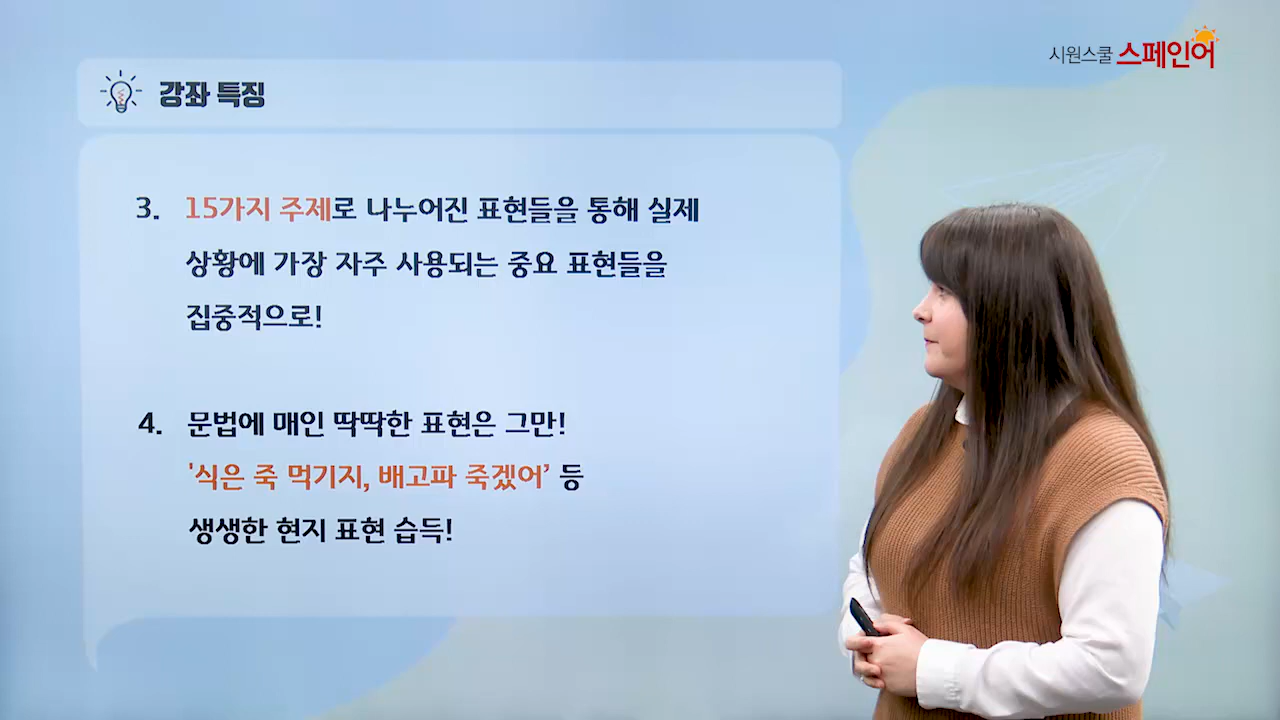 시원스쿨 스페인어
강좌 특징
3. 15가지 주제로 나누어진 표현들을 통해 실제
상황에 가장 자주 사용되는 중요 표현들을
집중적으로!
4. 문법에 매인 딱딱한 표현은 그만!
'식은 죽 먹기지, 배고파 죽겠어’ 등
생생한 현지 표현 습득!